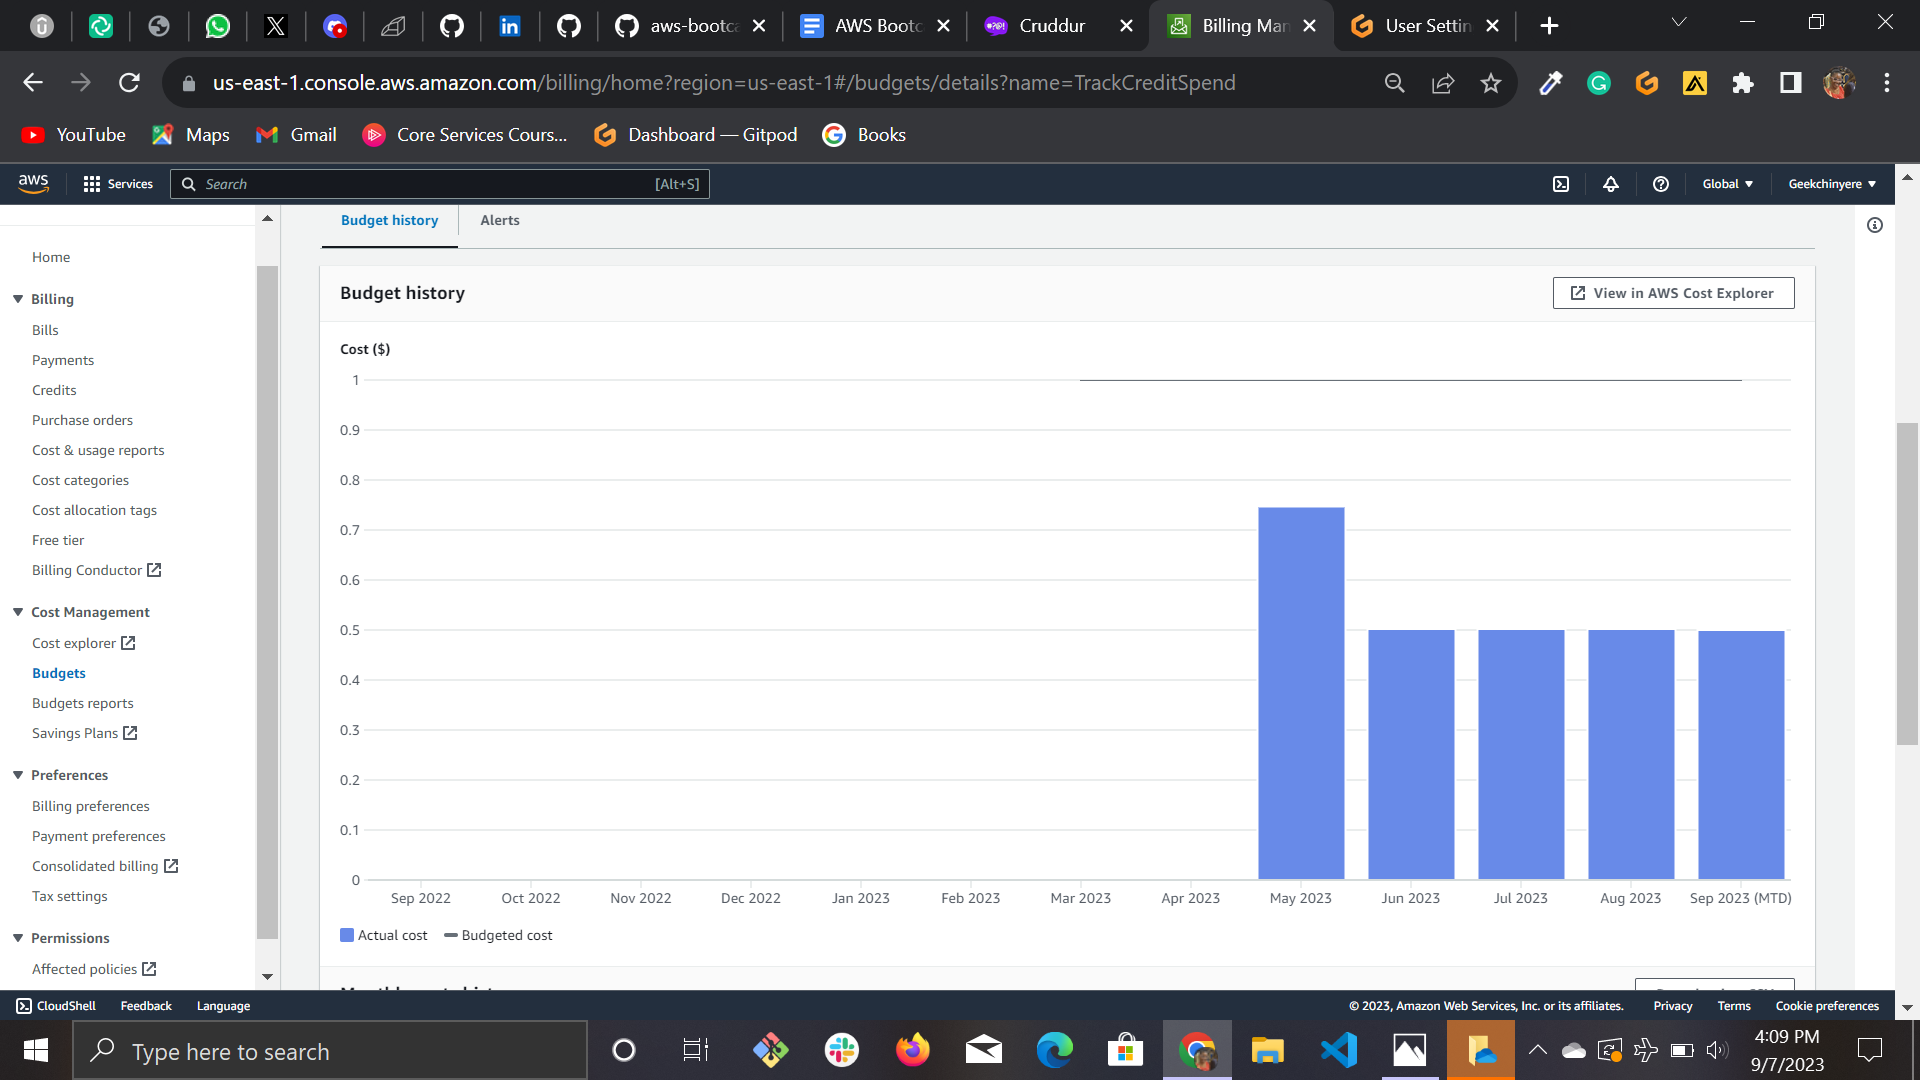 aws-bootca
AWS Bootc
Cruddur
Billing Man
User Settin
us-east-1.console.aws.amazon.com/billing/home?region=us-east-1#/budgets/details?name=TrackCreditSpend
YouTube
Maps
Gmail
Core Services Cours...
Dashboard — Gitpod
Books
aws
Services
Search
[Alt+S]
Global
Geekchinyere
Budget history
Alerts
Home
Billing
Bills
Payments
Credits
Purchase orders
Cost & usage reports
Cost categories
Cost allocation tags
Free tier
Billing Conductor
Cost Management
Cost explorer
Budgets
Budgets reports
Savings Plans
Preferences
Billing preferences
Payment preferences
Consolidated billing
Tax settings
Permissions
Affected policies
Budget history
View in AWS Cost Explorer
Cost ($)
1
0.9
0.8
0.7
0.6
0.5
0.4
0.3
0.2
0.1
0
Sep 2022
Oct 2022
Nov 2022
Dec 2022
Jan 2023
Feb 2023
Mar 2023
Apr 2023
May 2023
Jun 2023
Jul 2023
Aug 2023
Sep 2023 (MTD)
Actual cost
Budgeted cost
CloudShell
Feedback
Language
© 2023, Amazon Web Services, Inc. or its affiliates.
Privacy
Terms
Cookie preferences
Type here to search
4:09 PM
9/7/2023